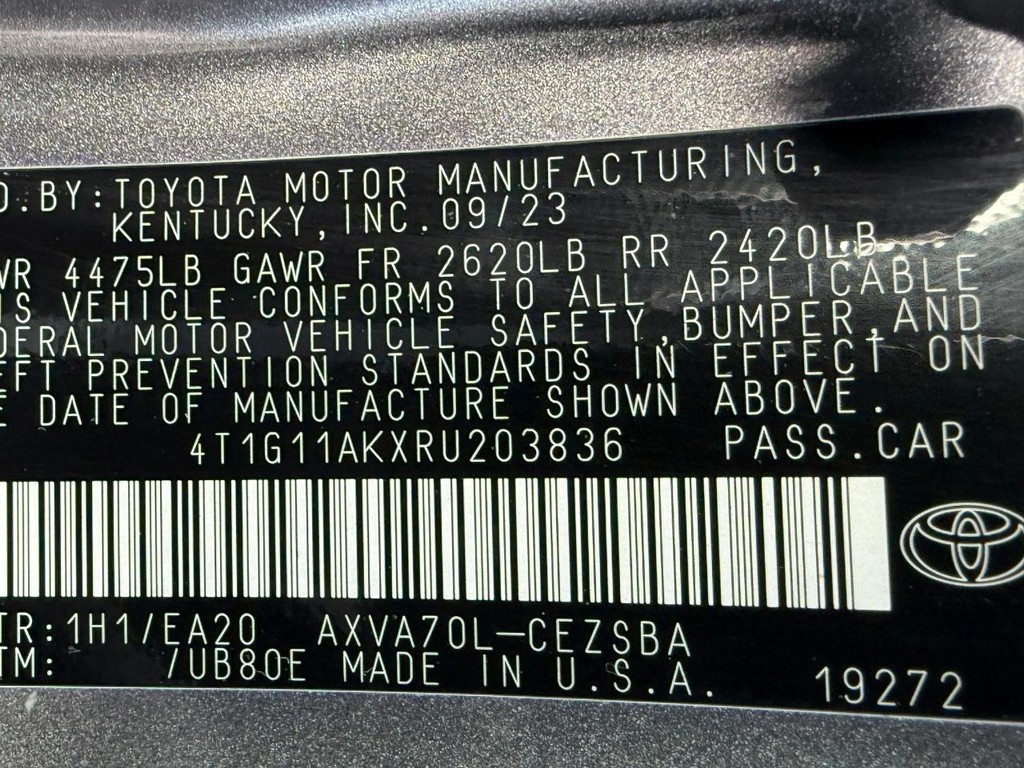 D.BY:TOYOTA MOTOR MANUFACTURING,
KENTUCKY,INC.09/23
WR 4475LB GAWR FR 2620LB RR 2420LB
IS VEHICLE CONFORMS TO ALL APPLICABLE
DERAL MOTOR VEHICLE SAFETY,BUMPER,AND
EFT PREVENTION STANDARDS IN EFFECT ON
E DATE OF MANUFACTURE SHOWN ABOVE.
4T1G11AKXRU203836 PASS.CAR
TR:1H1/EA20 AXVA70L-CEZSBA
TM: /UB80E MADE IN U.S.A.
19272